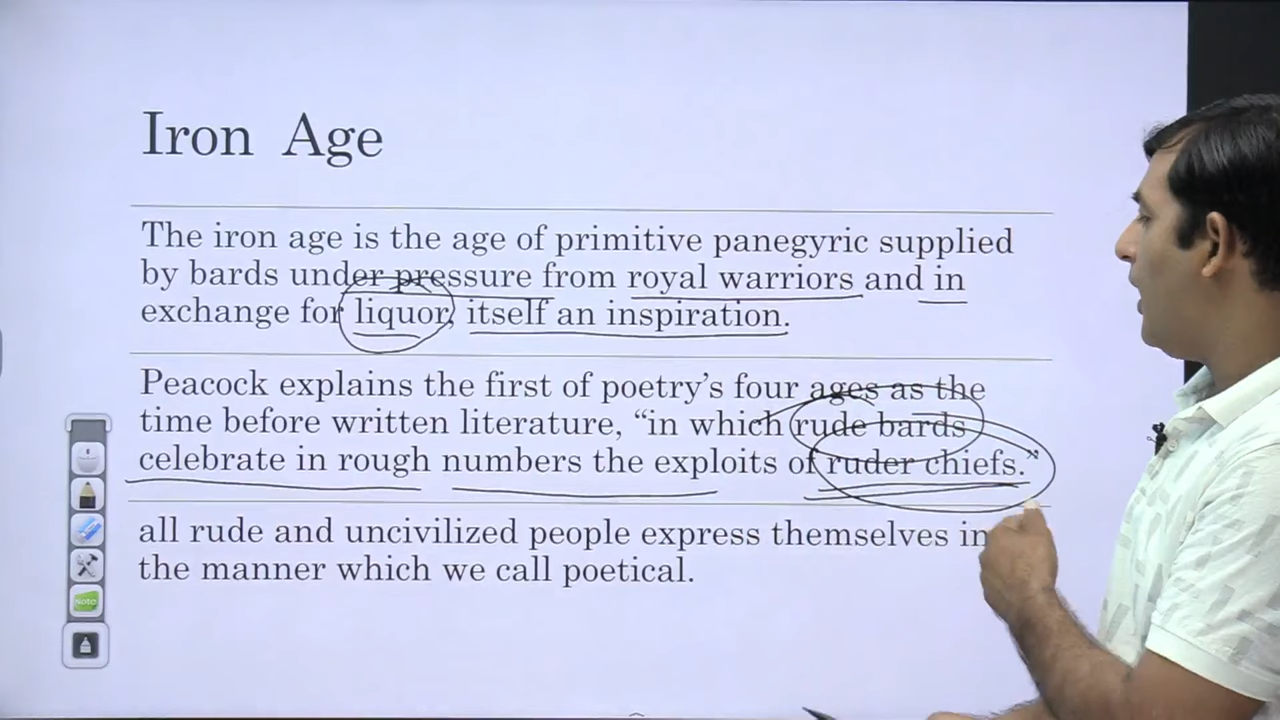 Iron Age
The iron age is the age of primitive panegyric supplied
by bards under pressure from royal warriors and in
exchange for liquor, itself an inspiration.
Peacock explains the first of poetry's four ages as the
time before written literature, “in which rude bards
celebrate in rough numbers the exploits of ruder chiefs.”
all rude and uncivilized people express themselves in
the manner which we call poetical.
NOTE